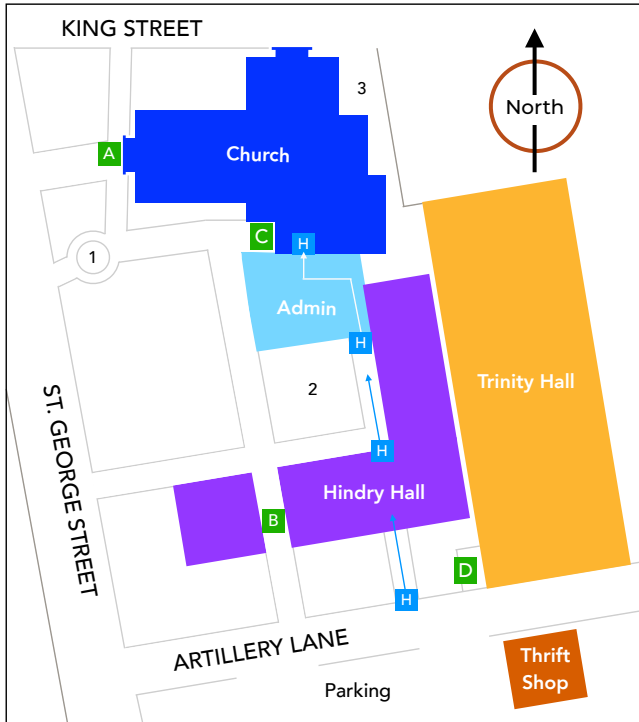 KING STREET
3
North
A
Church
C
H
1
Admin
H
Trinity Hall
2
ST. GEORGE STREET
H
Hindry Hall
B
D
H
ARTILLERY LANE
Thrift
Shop
Parking